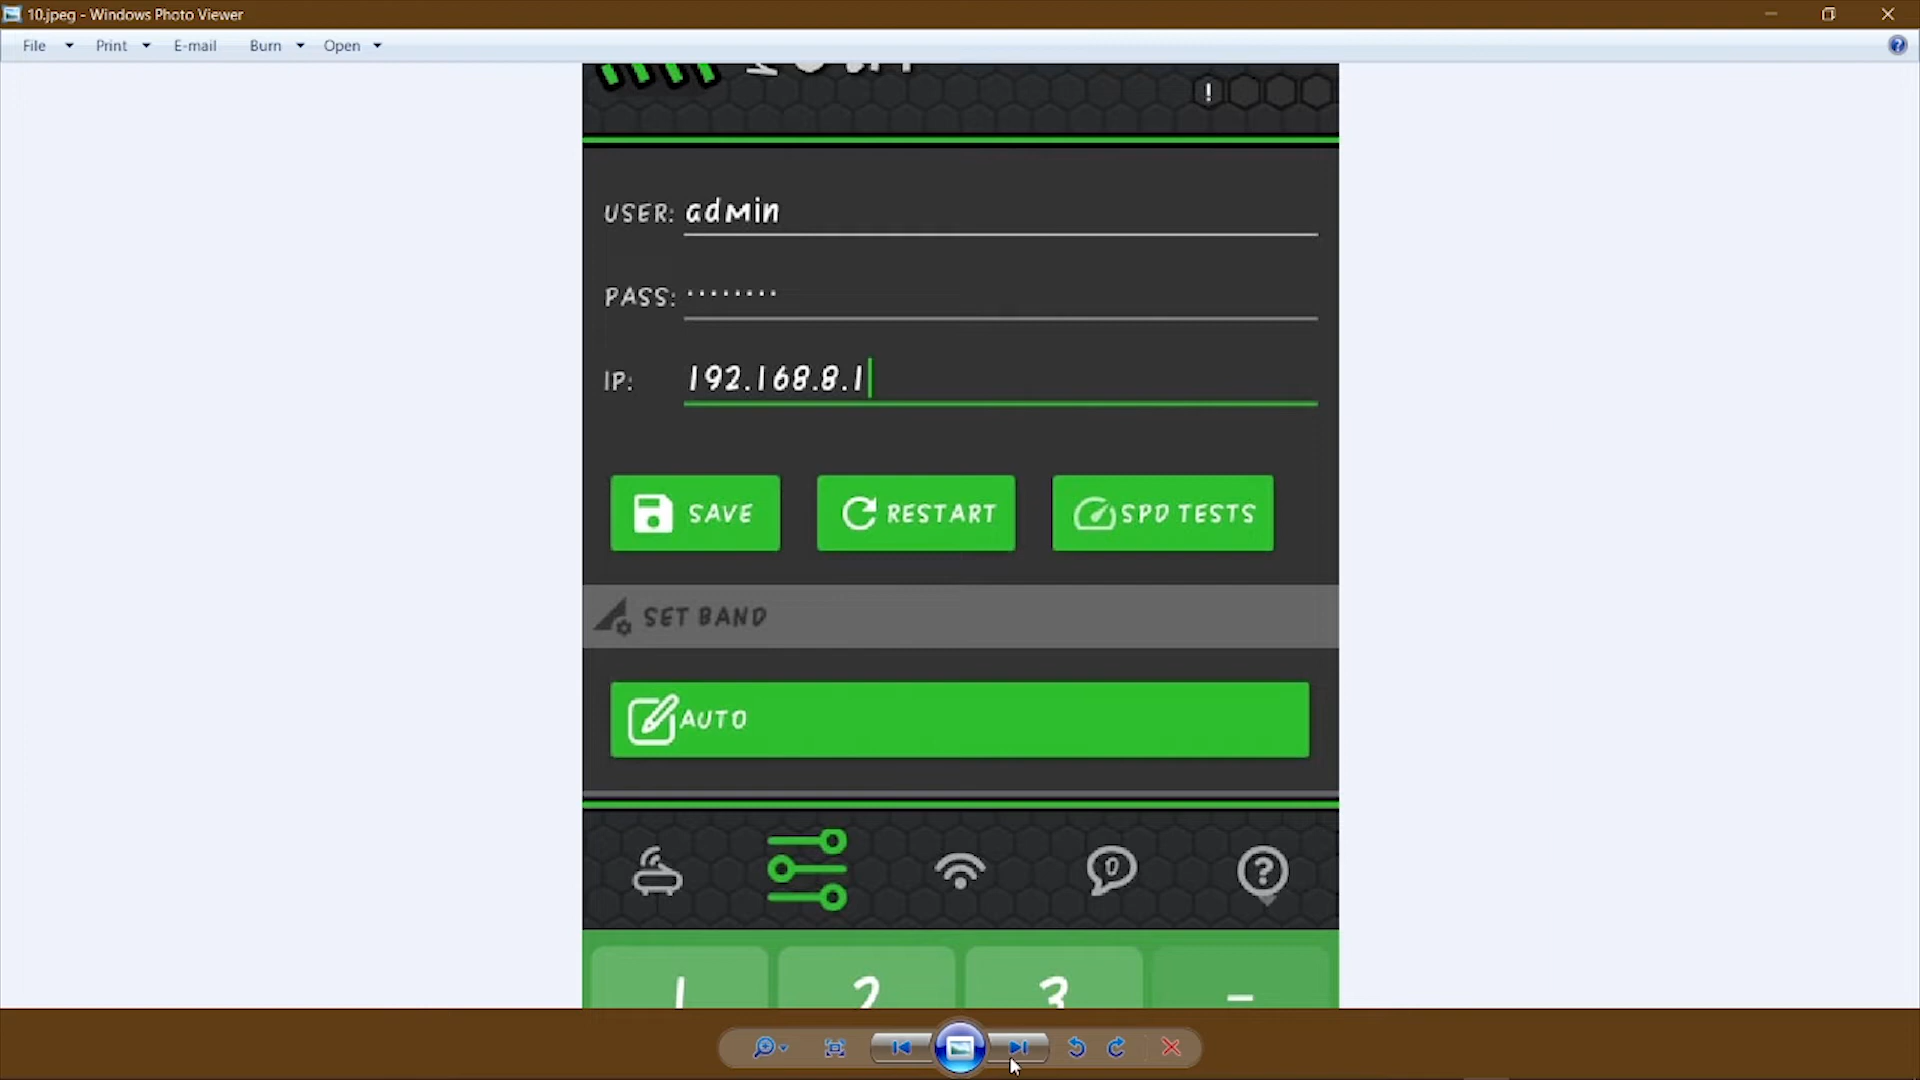 10.jpeg - Windows Photo Viewer
File Print E-mail Burn Open
!
USER: admin
PASS: ········
IP: 192.168.8.1
SAVE RESTART SPD TESTS
SET BAND
AUTO
0 ?
1 2 3 -